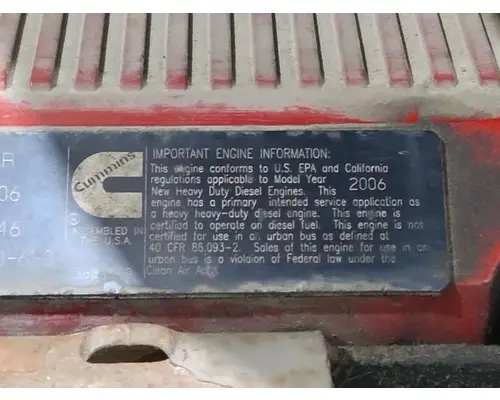 Cummins
ASSEMBLED IN
U.S.A.
06
46
IMPORTANT ENGINE INFORMATION:
This engine conforms to U.S. EPA and California
regulations applicable to Model Year 2006
New Heavy Duty Diesel Engines. This
engine has a primary intended service application as
a heavy heavy-duty diesel engine. This engine is
certified to operate on diesel fuel. This engine is not
certified for use in an urban bus as defined at
40 CFR 86.093-2. Sales of this engine for use in an
urban bus is a violaion of Federal law under the
Clean Air Act.